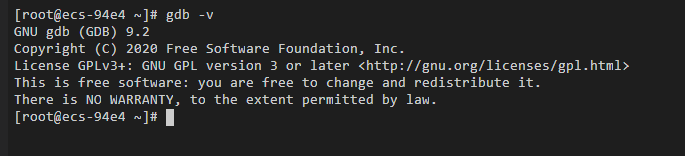 [root@ecs-94e4 ~]# gdb -v
GNU gdb (GDB) 9.2
Copyright (C) 2020 Free Software Foundation, Inc.
License GPLv3+: GNU GPL version 3 or later <http://gnu.org/licenses/gpl.html>
This is free software: you are free to change and redistribute it.
There is NO WARRANTY, to the extent permitted by law.
[root@ecs-94e4 ~]#